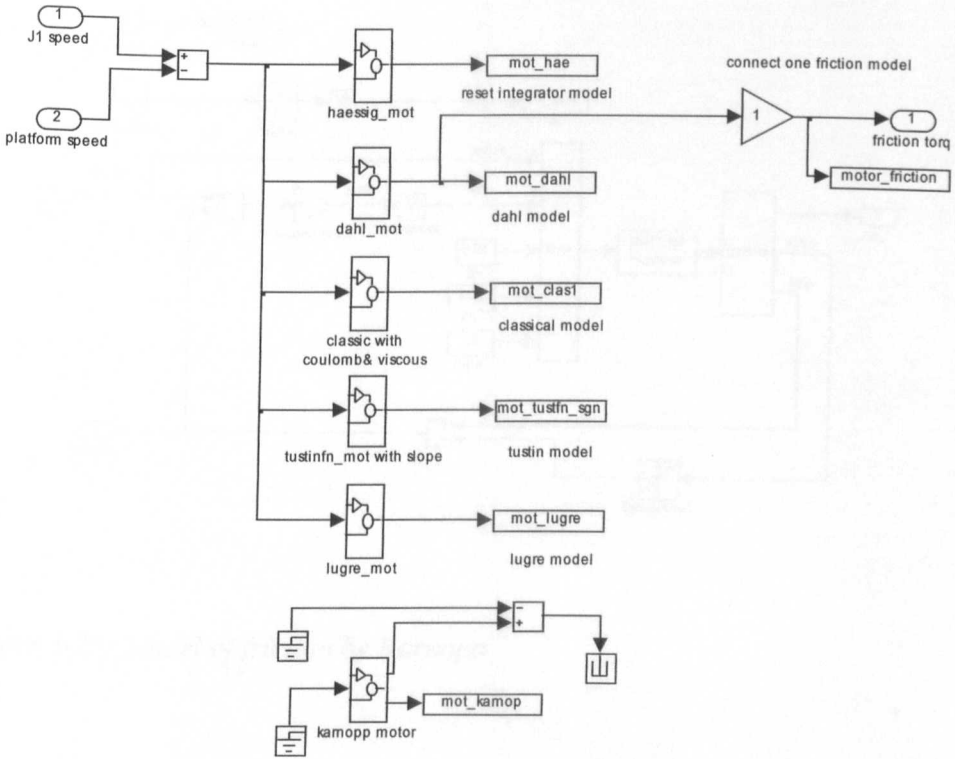 1
J1 speed
+
−
2
platform speed
haessig_mot
mot_hae
reset integrator model
connect one friction model
1
1
friction torq
motor_friction
dahl_mot
mot_dahl
dahl model
classic with
coulomb& viscous
mot_clas1
classical model
tustinfn_mot with slope
mot_tustfn_sgn
tustin model
lugre_mot
mot_lugre
lugre model
−
+
karnopp motor
mot_karnop